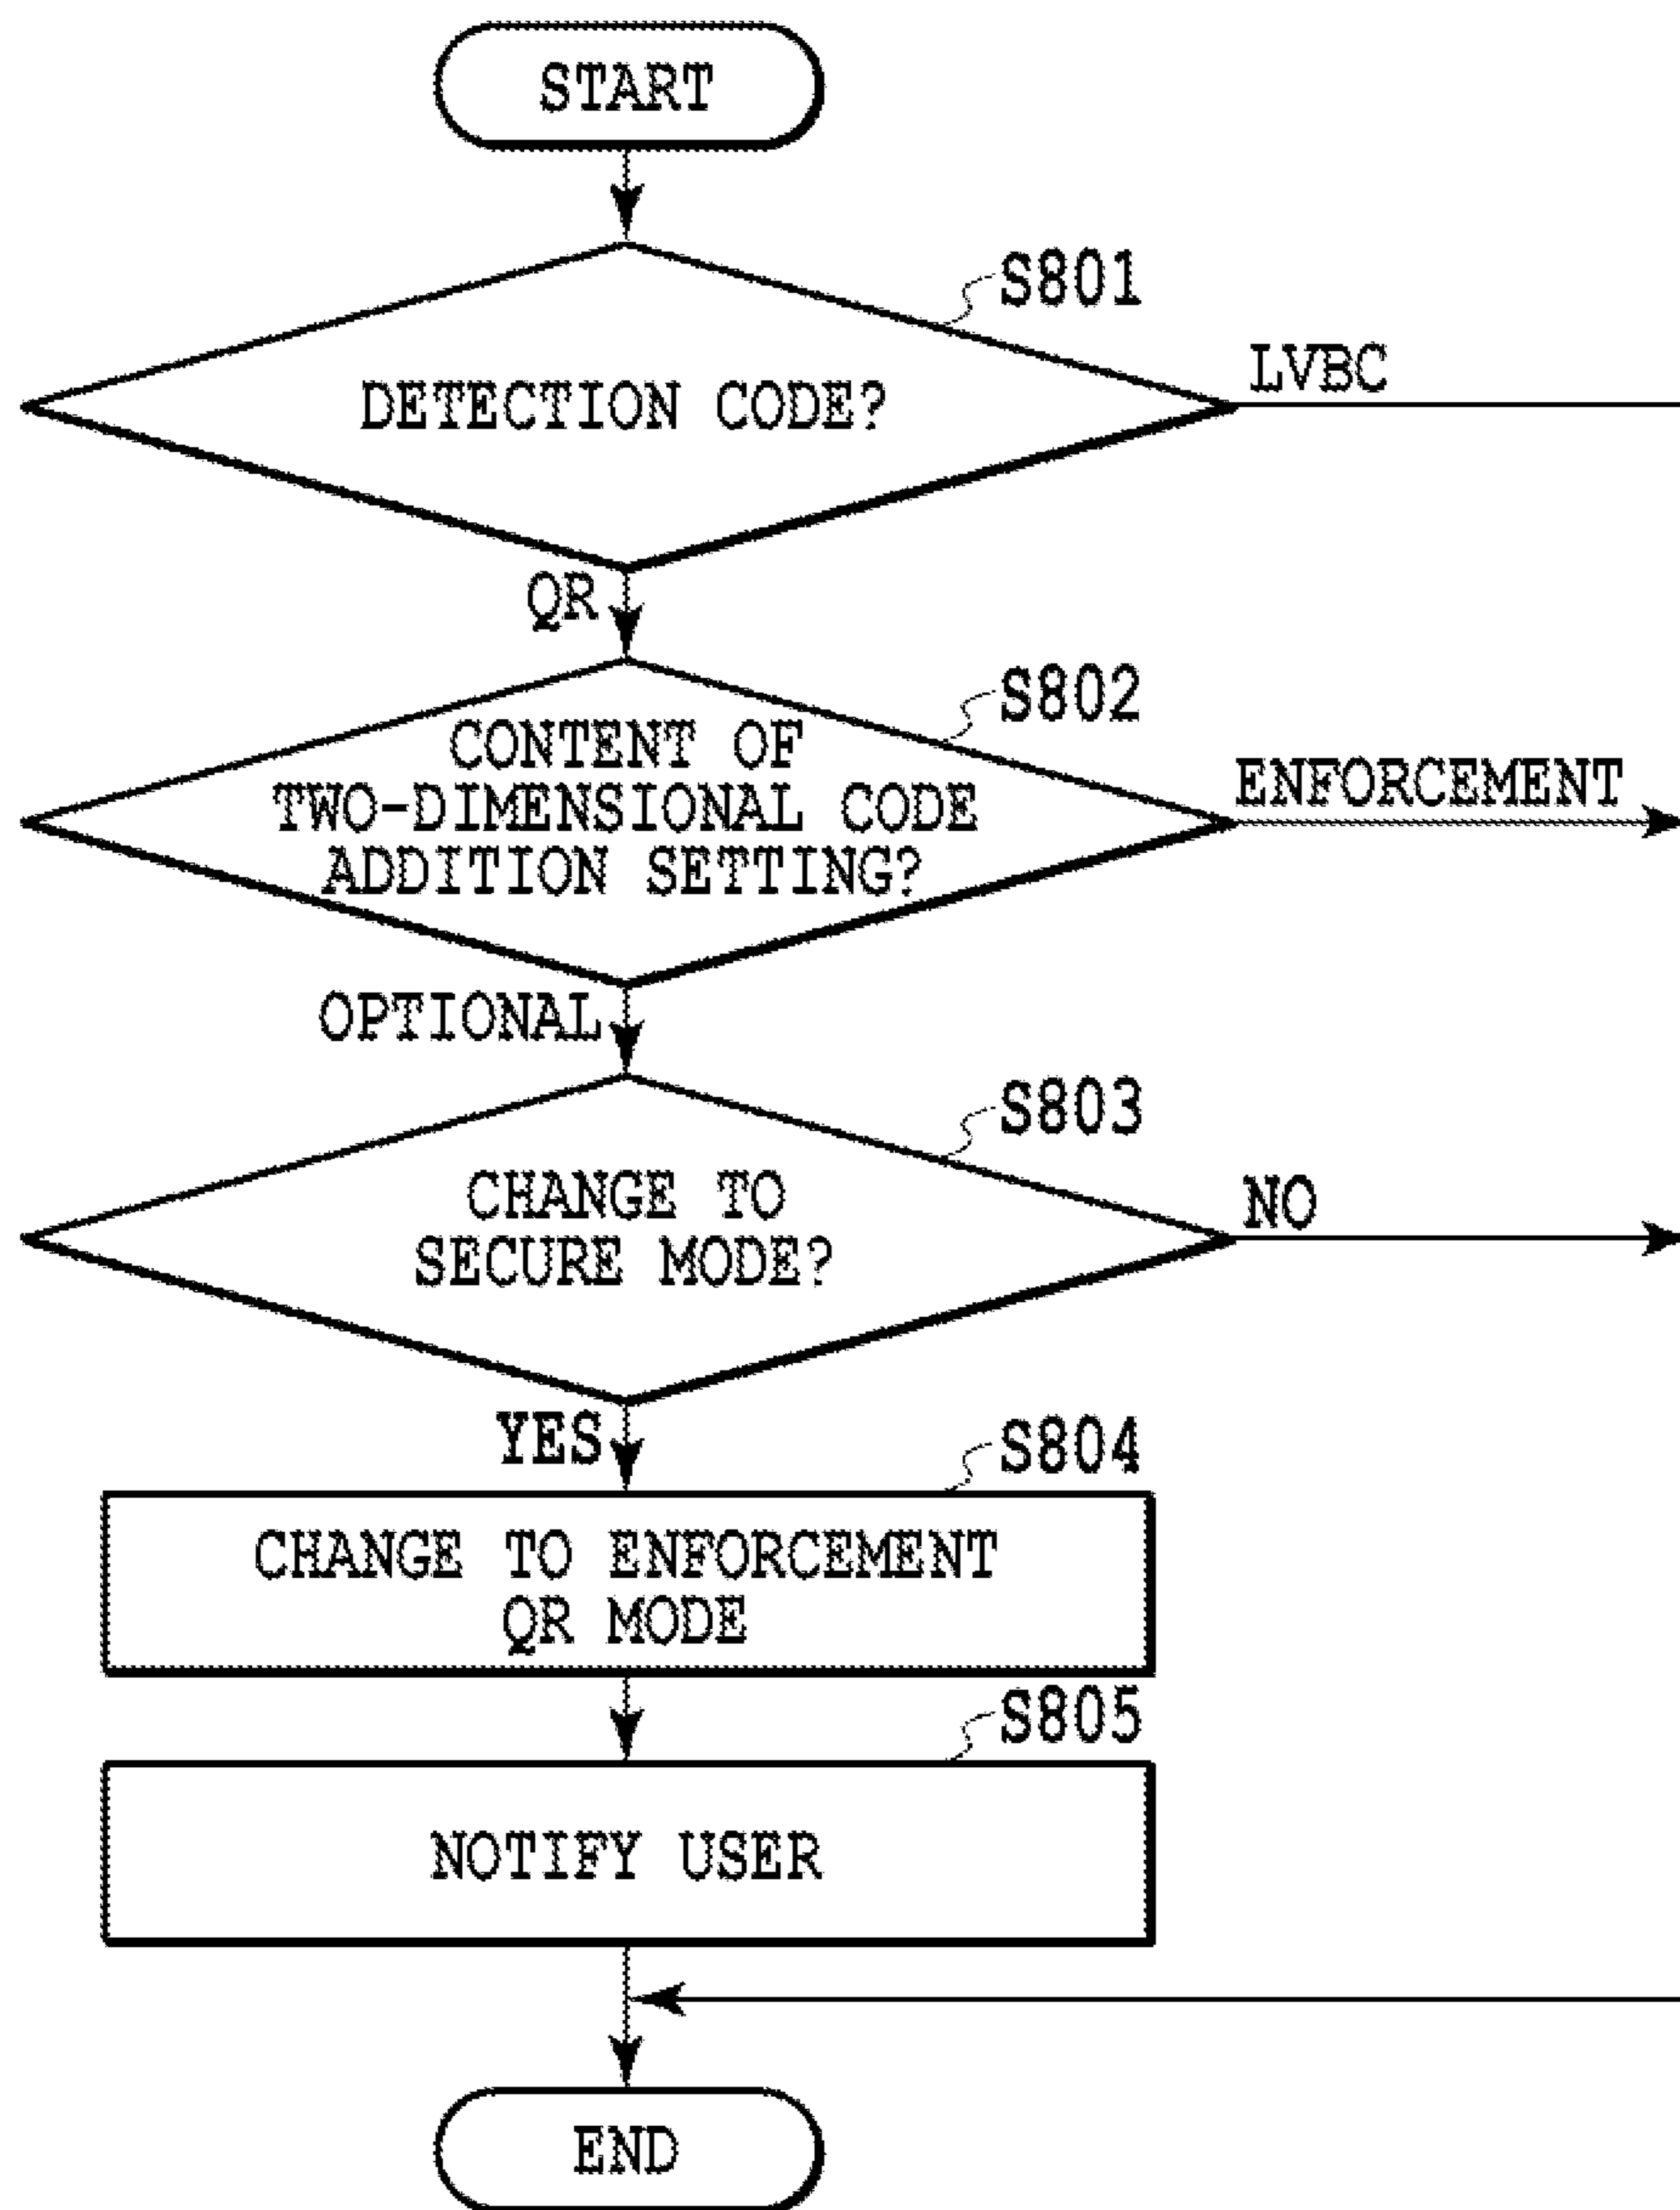 START
S801
DETECTION CODE?
LVBC
QR
S802
CONTENT OF
TWO-DIMENSIONAL CODE
ADDITION SETTING?
ENFORCEMENT
OPTIONAL
S803
CHANGE TO
SECURE MODE?
NO
YES
S804
CHANGE TO ENFORCEMENT
QR MODE
S805
NOTIFY USER
END